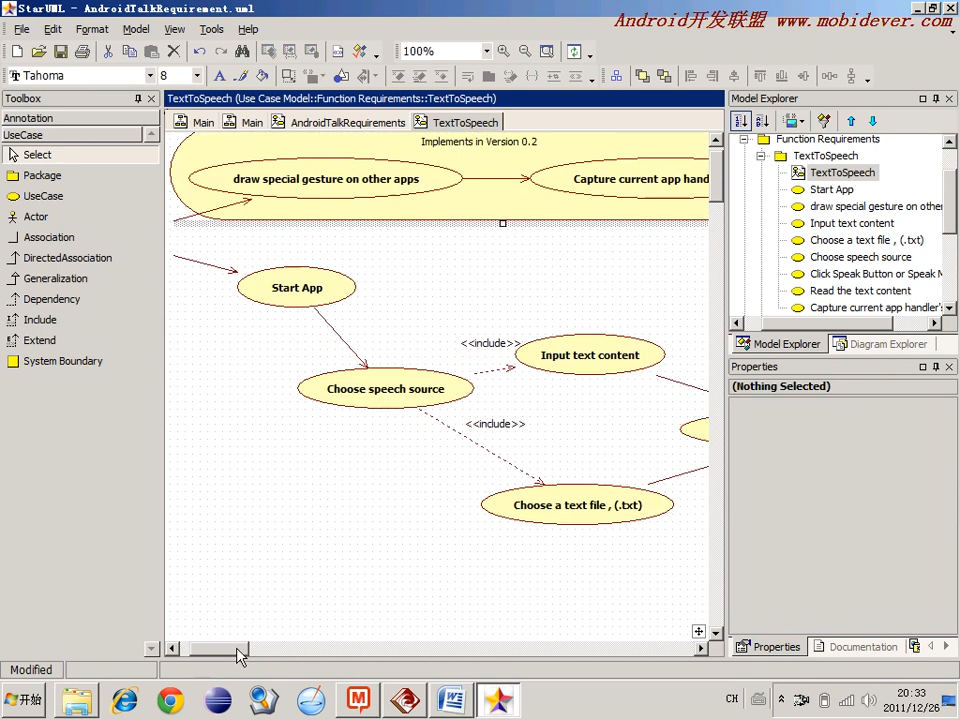 StarUML - AndroidTalkRequirement.uml
Android开发联盟 www.mobidever.com
File Edit Format Model View Tools Help
100%
Tahoma 8
Toolbox
TextToSpeech (Use Case Model::Function Requirements::TextToSpeech)
Model Explorer
Annotation
UseCase
Main Main AndroidTalkRequirements TextToSpeech
Select
Package
UseCase
Actor
Association
DirectedAssociation
Generalization
Dependency
Include
Extend
System Boundary
Implements in Version 0.2
draw special gesture on other apps
Capture current app hand
Start App
<<include>>
Input text content
Choose speech source
<<include>>
Choose a text file , (.txt)
Function Requirements
TextToSpeech
TextToSpeech
Start App
draw special gesture on othe
Input text content
Choose a text file , (.txt)
Choose speech source
Click Speak Button or Speak M
Read the text content
Capture current app handler's
Model Explorer Diagram Explorer
Properties
(Nothing Selected)
Properties Documentation
Modified
开始
CH
20:33
2011/12/26